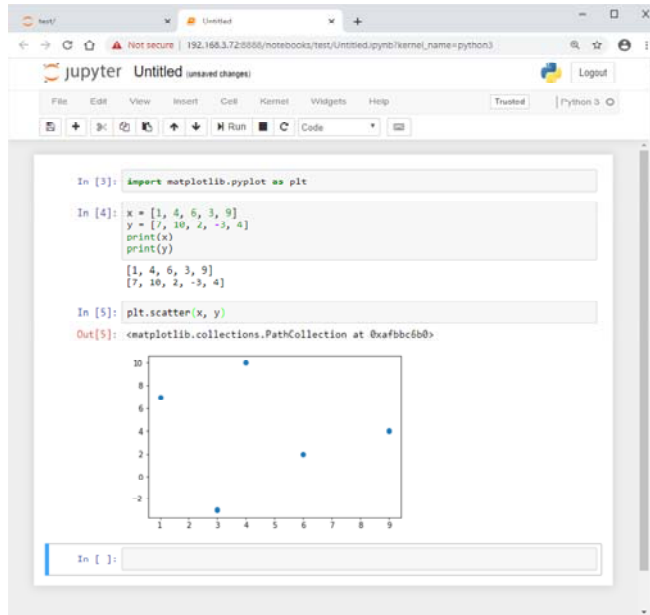 test/ Untitled
Not secure | 192.168.3.72:8888/notebooks/test/Untitled.ipynb?kernel_name=python3
jupyter Untitled (unsaved changes) Logout
File Edit View Insert Cell Kernel Widgets Help Trusted Python 3
Run Code
In [3]: import matplotlib.pyplot as plt
In [4]: x = [1, 4, 6, 3, 9]
y = [7, 10, 2, -3, 4]
print(x)
print(y)
[1, 4, 6, 3, 9]
[7, 10, 2, -3, 4]
In [5]: plt.scatter(x, y)
Out[5]: <matplotlib.collections.PathCollection at 0xafbbc6b0>
10
8
6
4
2
0
−2
1 2 3 4 5 6 7 8 9
In [ ]: